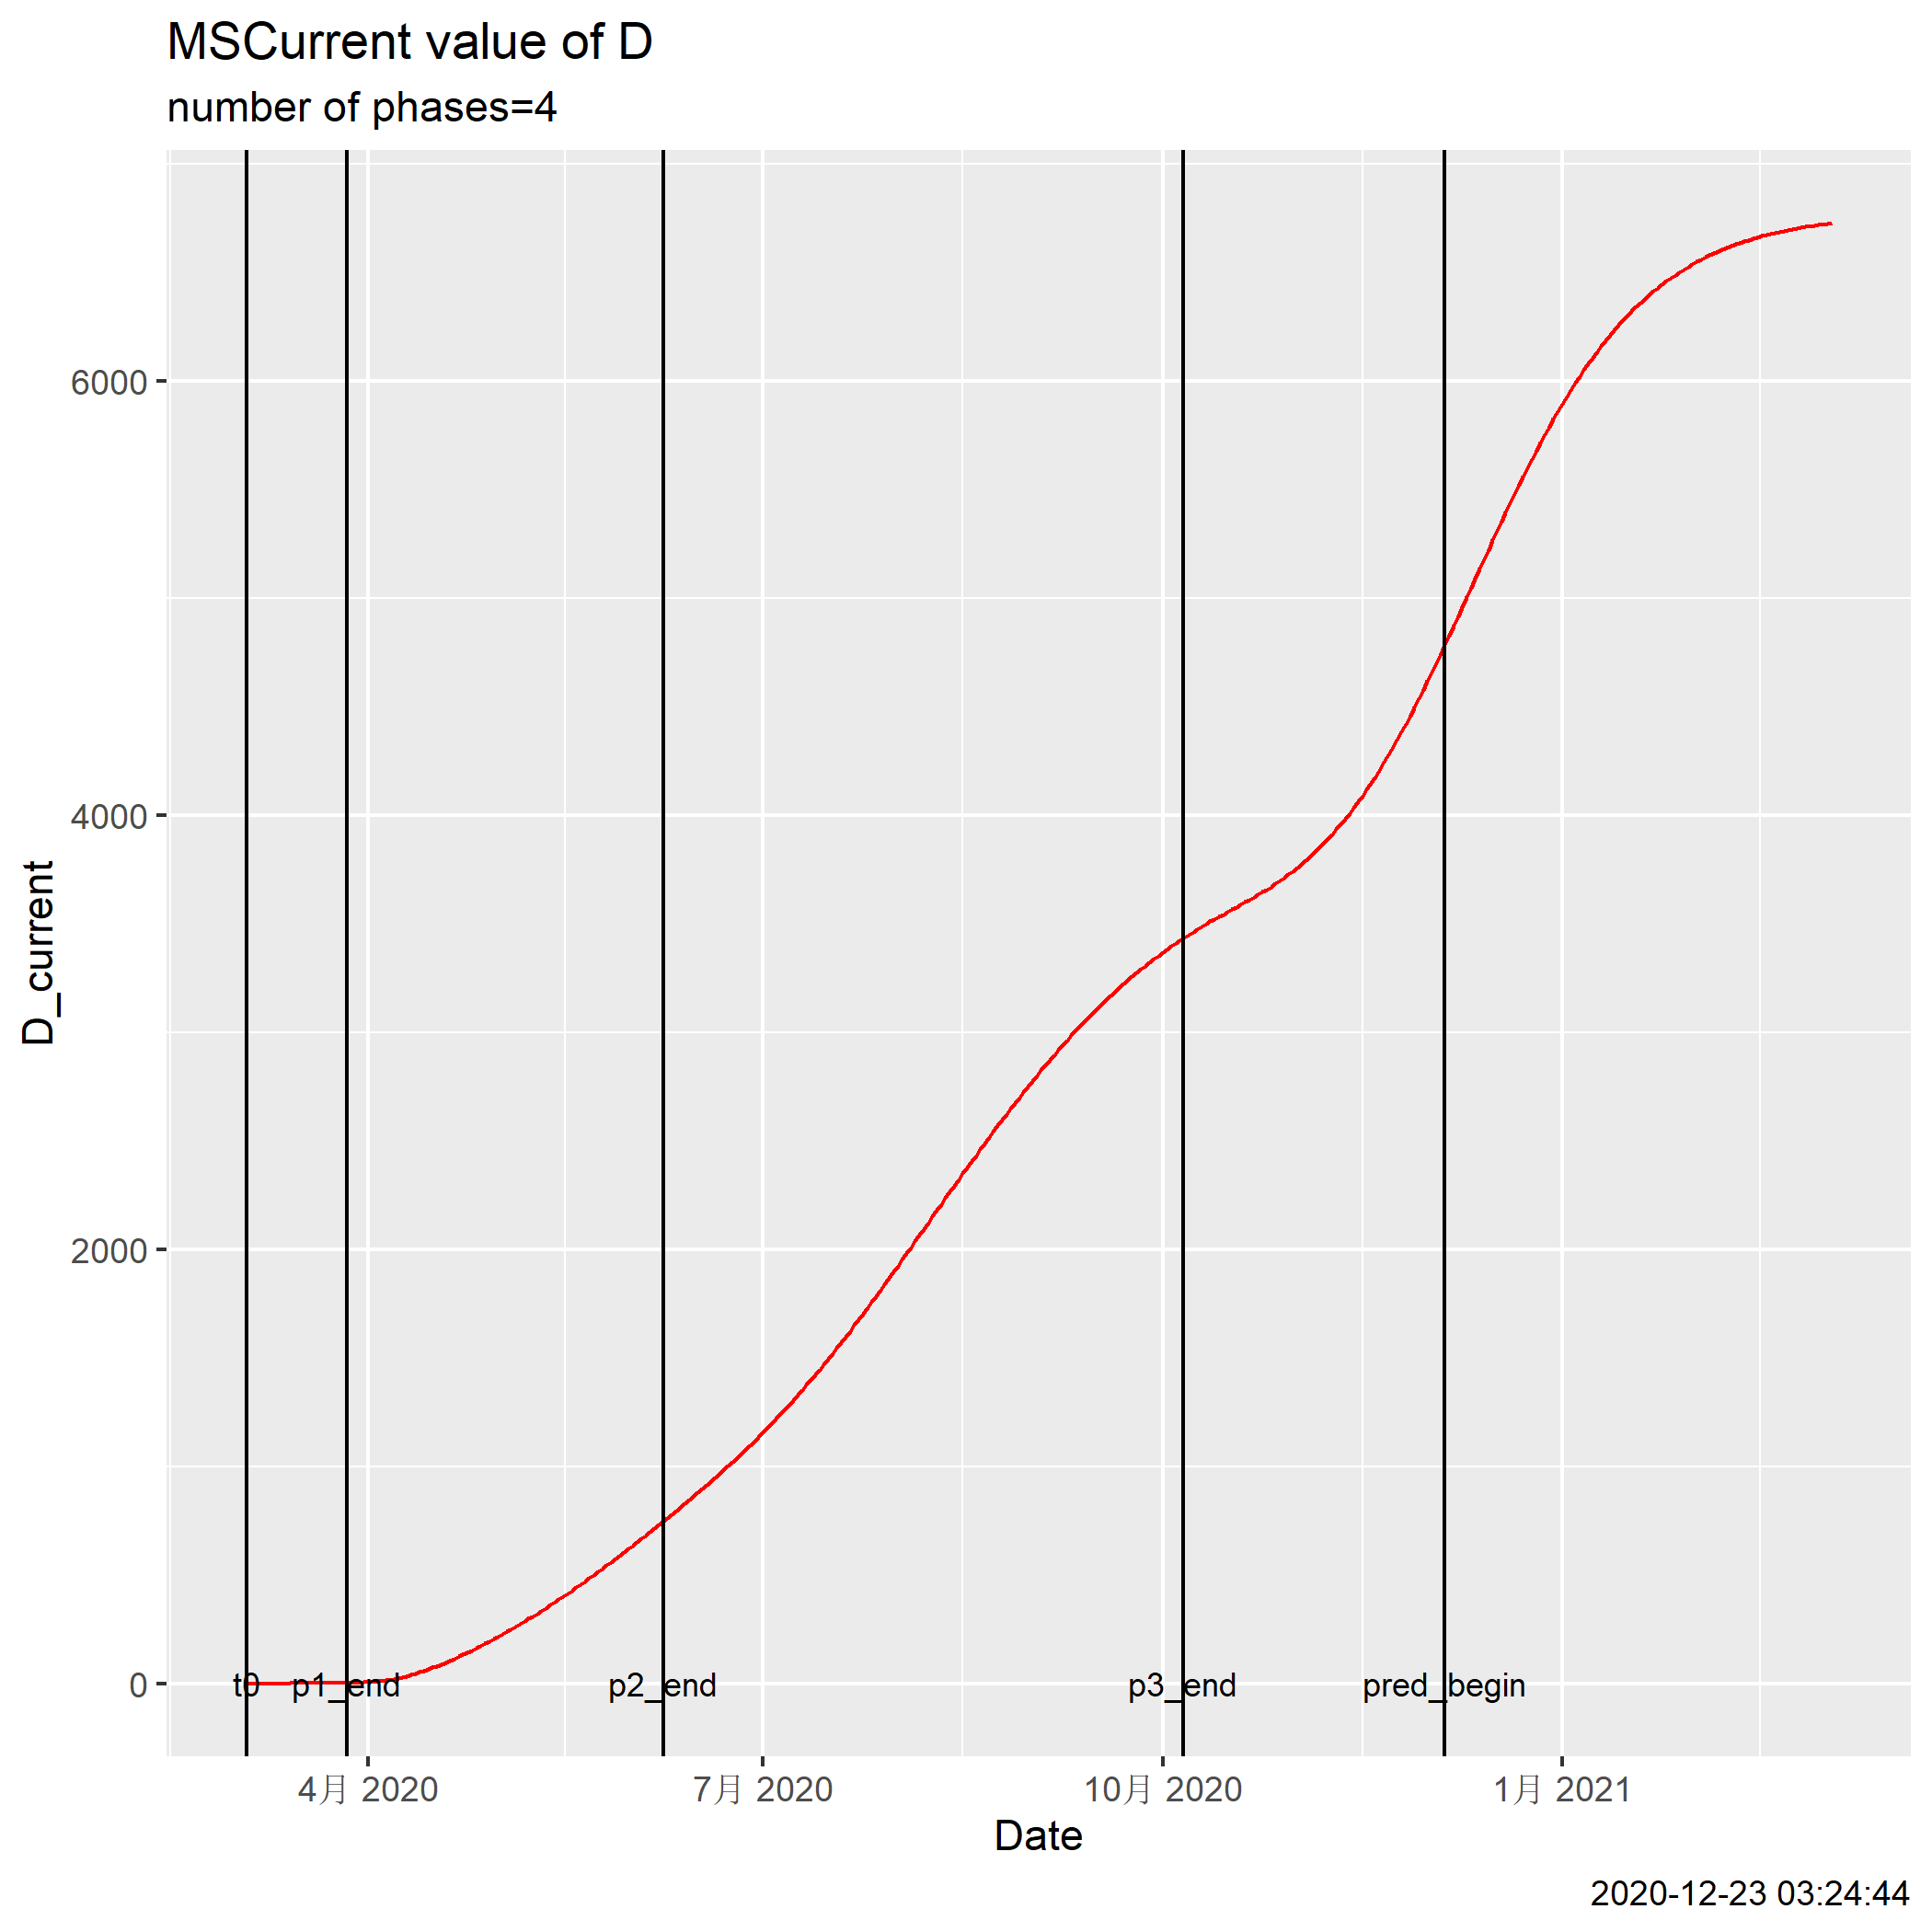 MSCurrent value of D
number of phases=4
D_current
6000
4000
2000
0
t0 p1_end p2_end p3_end pred_begin
4月 2020 7月 2020 10月 2020 1月 2021
Date
2020-12-23 03:24:44